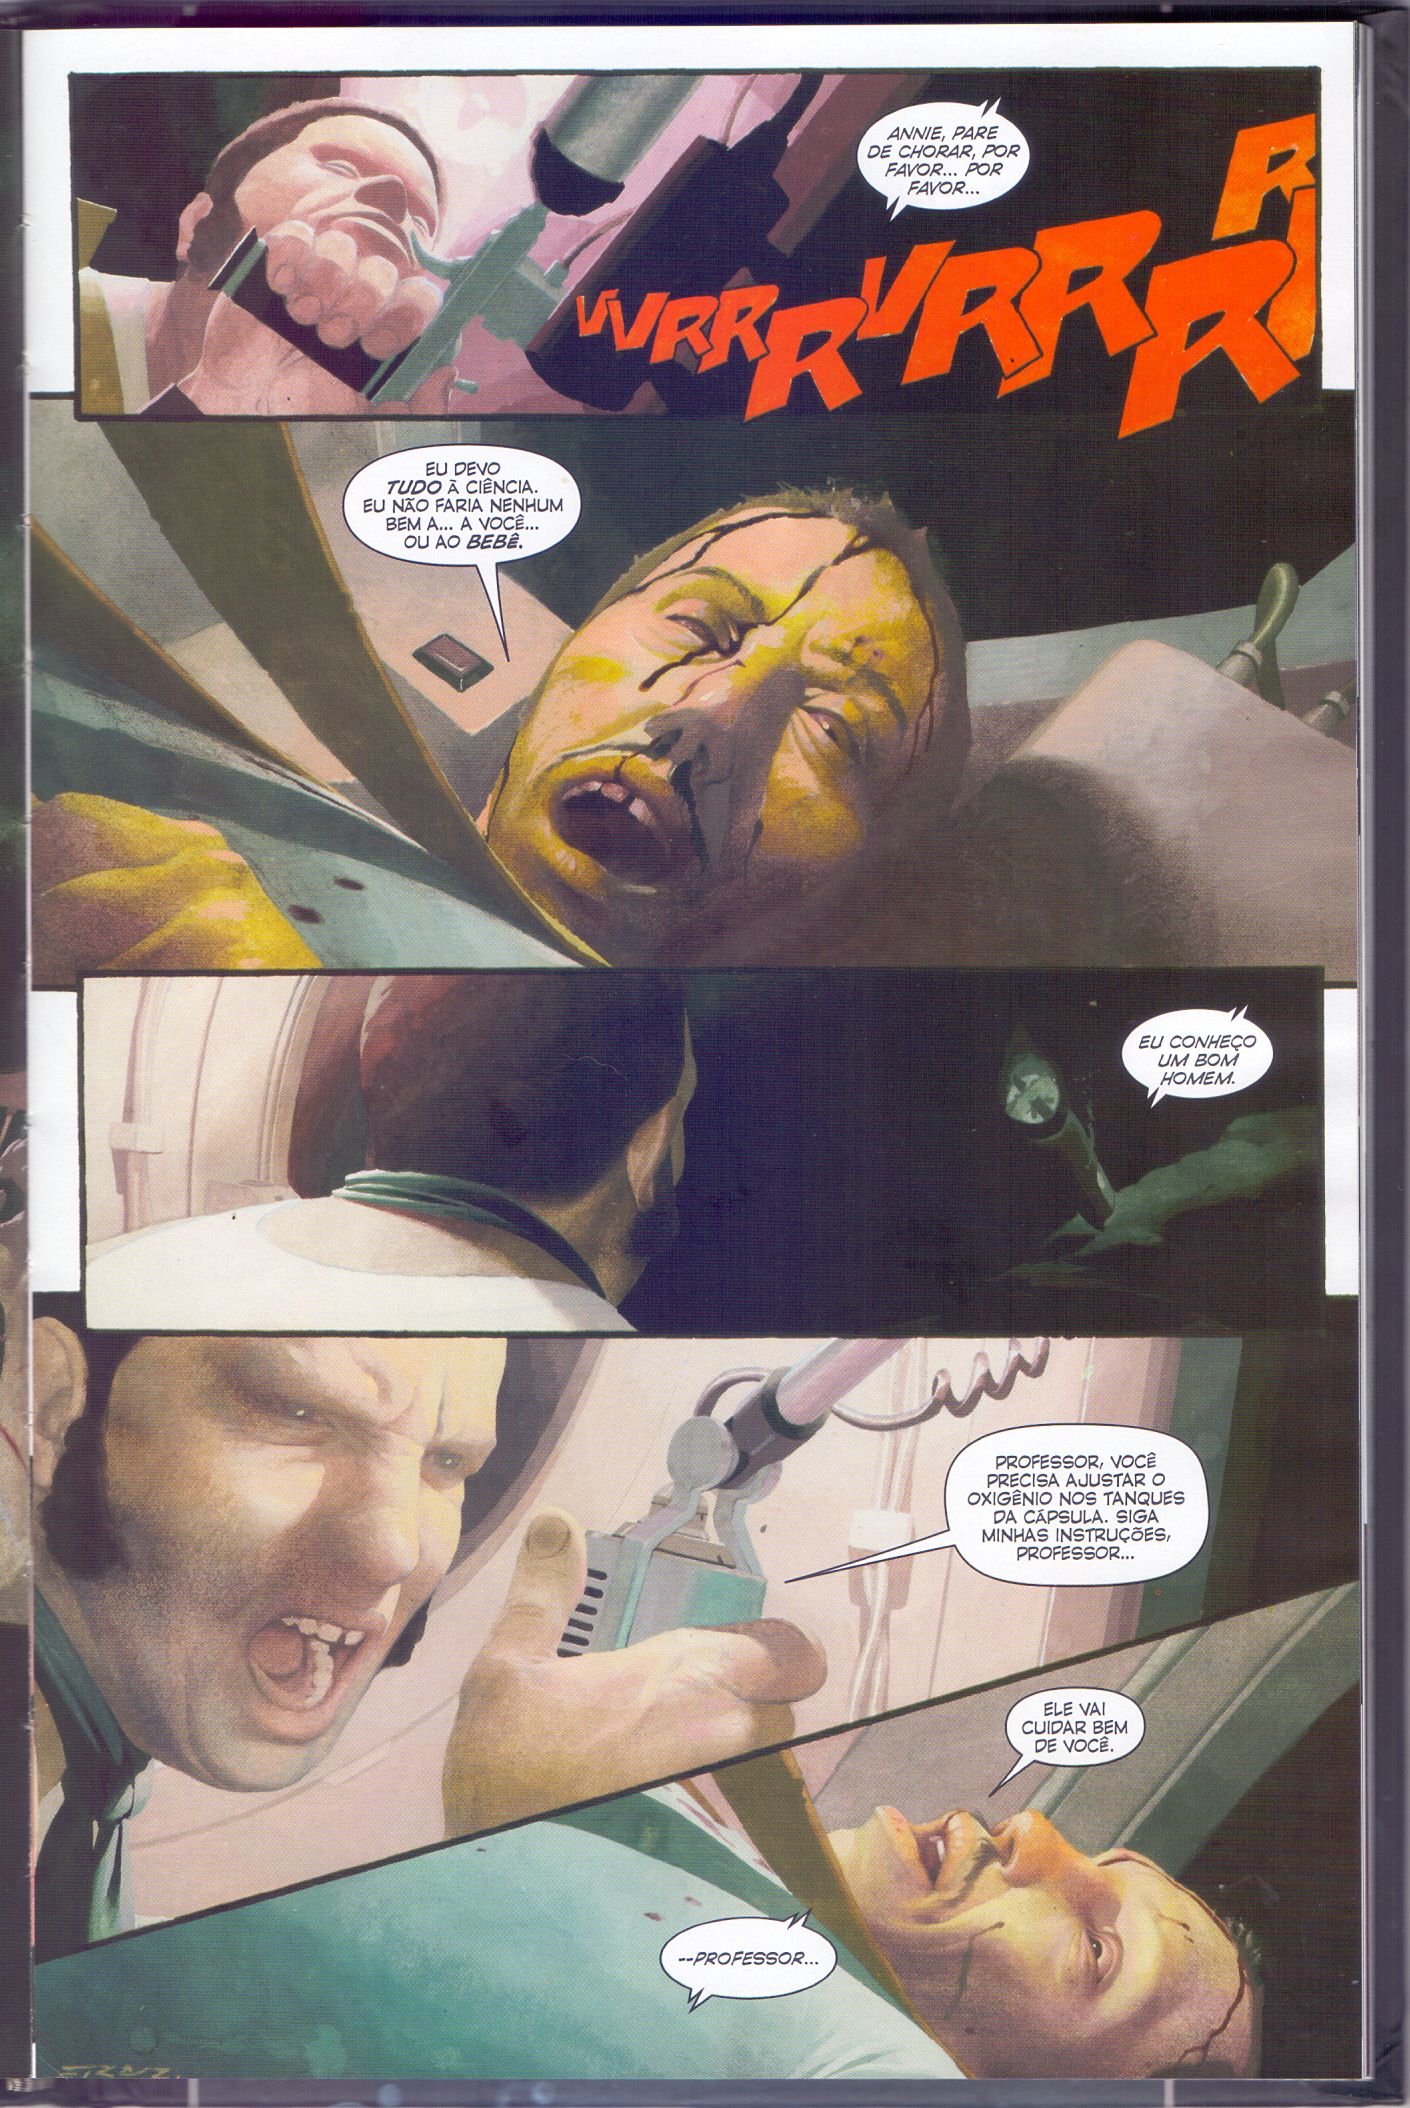 ANNIE, PARE
DE CHORAR, POR
FAVOR... POR
FAVOR...
VVRRRVRRRR
EU DEVO
TUDO À CIÊNCIA.
EU NÃO FARIA NENHUM
BEM A... A VOCÊ...
OU AO BEBÊ.
EU CONHEÇO
UM BOM
HOMEM.
PROFESSOR, VOCÊ
PRECISA AJUSTAR O
OXIGÊNIO NOS TANQUES
DA CÁPSULA. SIGA
MINHAS INSTRUÇÕES,
PROFESSOR...
ELE VAI
CUIDAR BEM
DE VOCÊ.
--PROFESSOR...